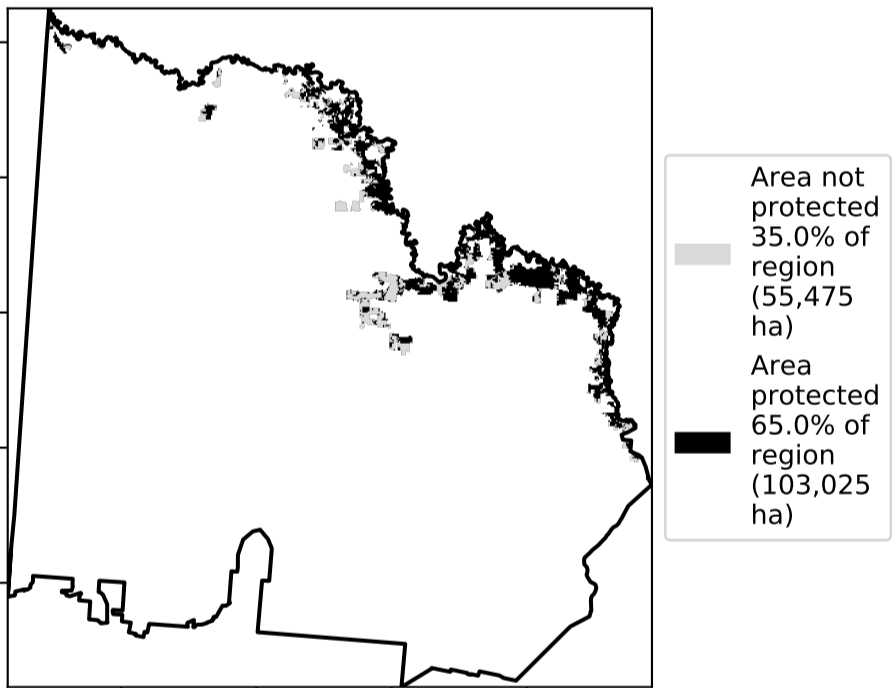 Area not
protected
35.0% of
region
(55,475
ha)
Area
protected
65.0% of
region
(103,025
ha)